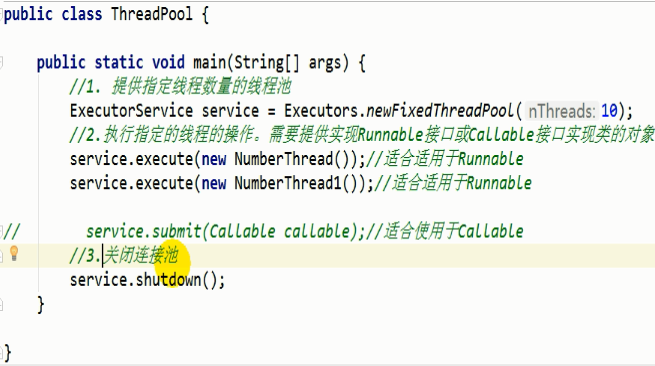 public class ThreadPool {
public static void main(String[] args) {
//1. 提供指定线程数量的线程池
ExecutorService service = Executors.newFixedThreadPool( nThreads: 10);
//2.执行指定的线程的操作。需要提供实现Runnable接口或Callable接口实现类的对象
service.execute(new NumberThread());//适合适用于Runnable
service.execute(new NumberThread1());//适合适用于Runnable
// service.submit(Callable callable);//适合使用于Callable
//3.关闭连接池
service.shutdown();
}
}